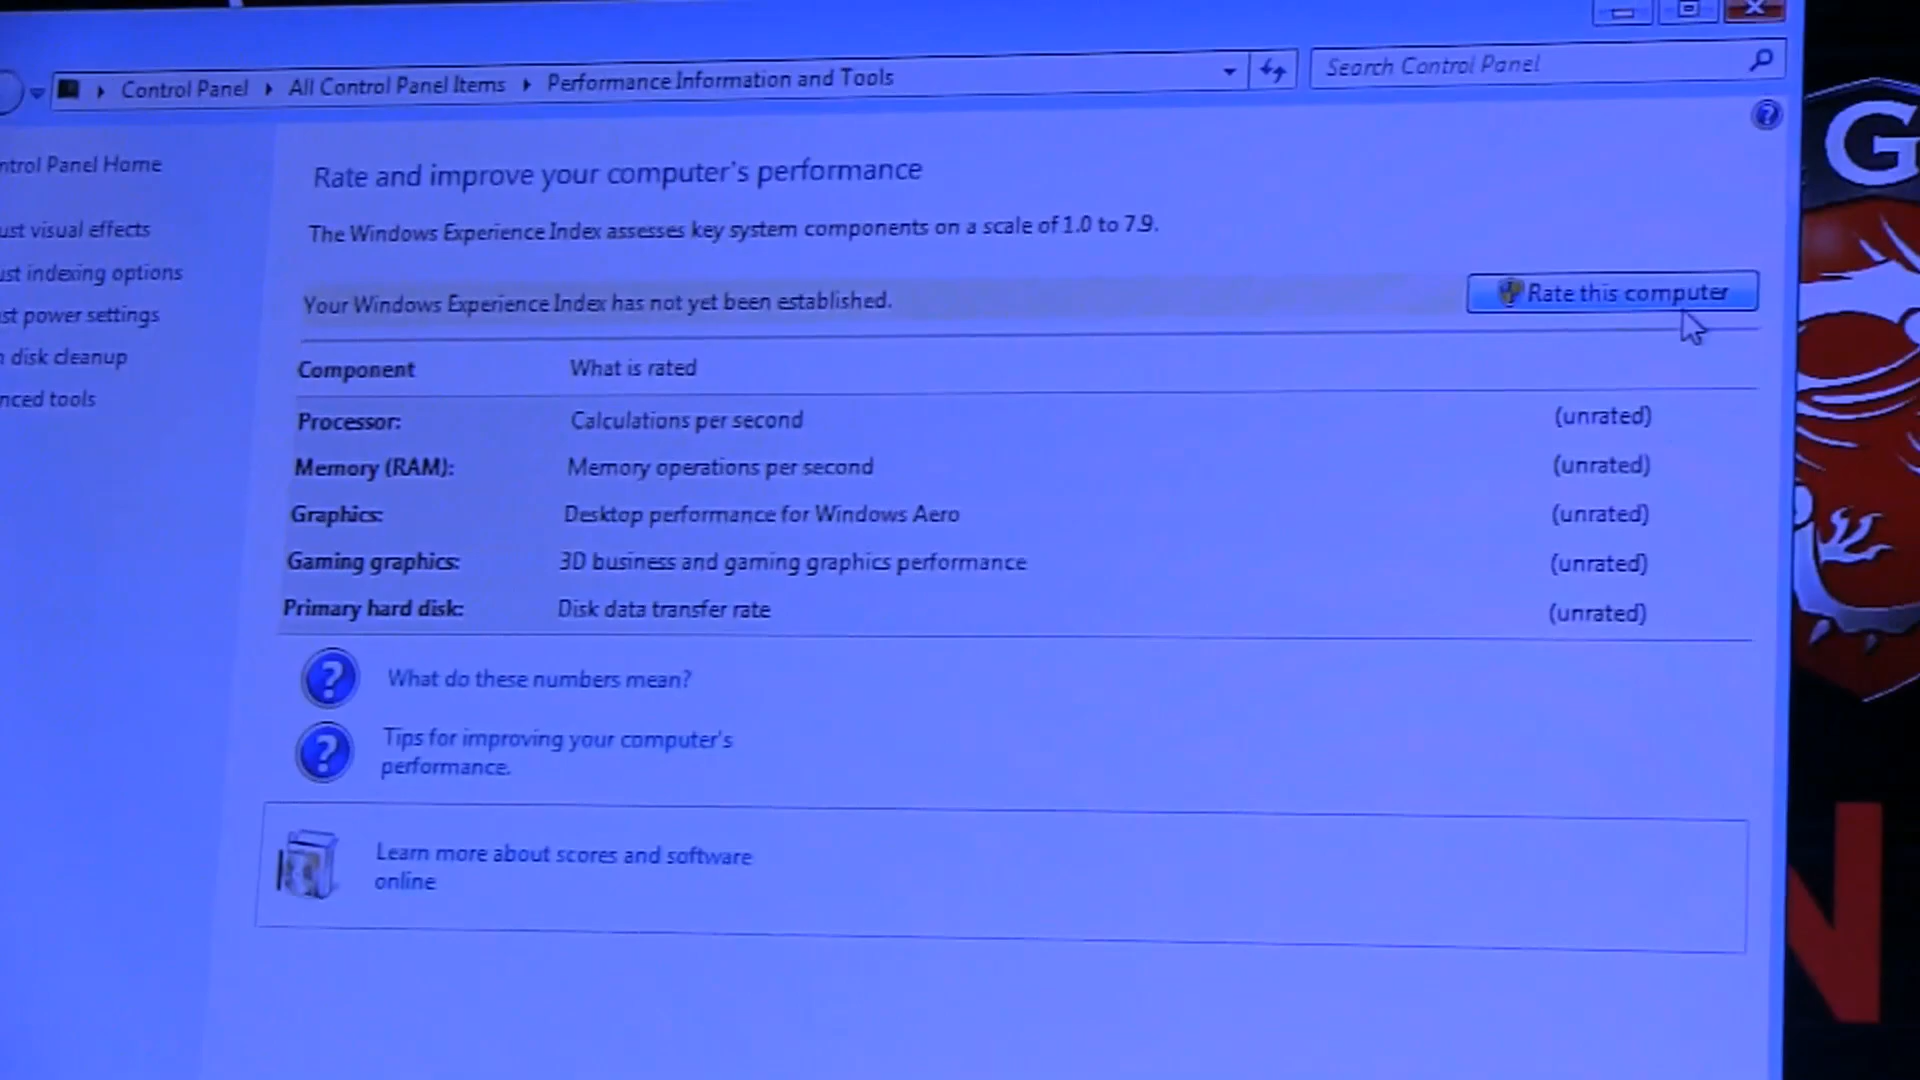 Control Panel ▸ All Control Panel Items ▸ Performance Information and Tools
Search Control Panel
ntrol Panel Home
ust visual effects
ust indexing options
st power settings
n disk cleanup
nced tools
Rate and improve your computer's performance
The Windows Experience Index assesses key system components on a scale of 1.0 to 7.9.
Your Windows Experience Index has not yet been established.
Rate this computer
Component What is rated
Processor: Calculations per second (unrated)
Memory (RAM): Memory operations per second (unrated)
Graphics: Desktop performance for Windows Aero (unrated)
Gaming graphics: 3D business and gaming graphics performance (unrated)
Primary hard disk: Disk data transfer rate (unrated)
What do these numbers mean?
Tips for improving your computer's
performance.
Learn more about scores and software
online
G
N